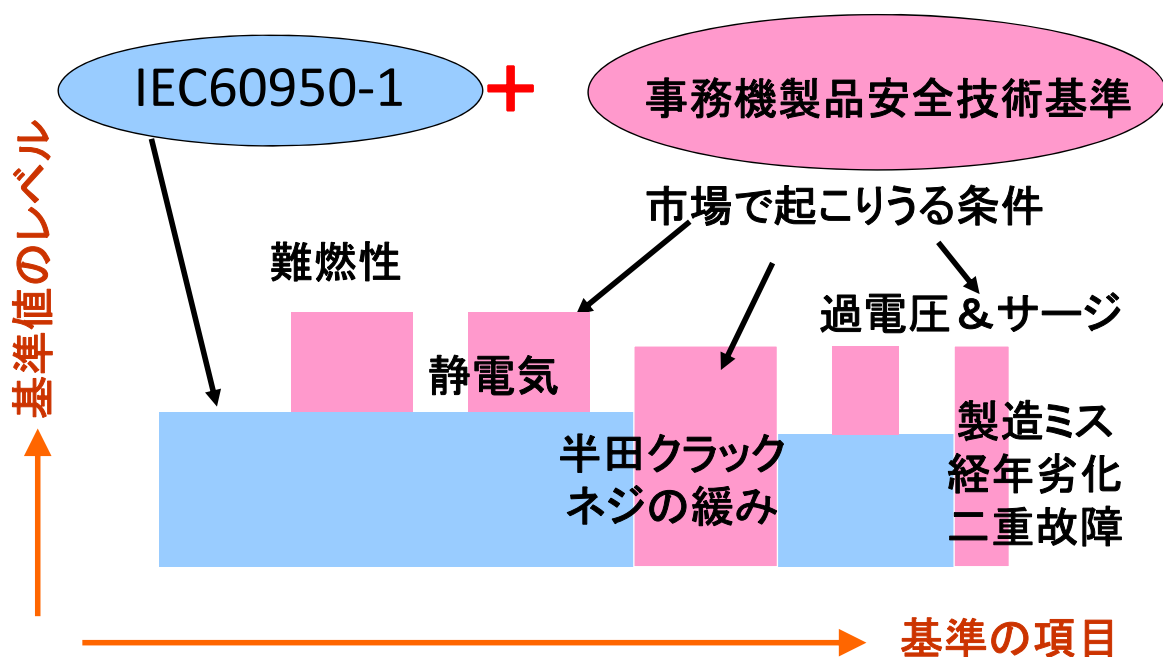 IEC60950-1
+
事務機製品安全技術基準
市場で起こりうる条件
難燃性
過電圧＆サージ
静電気
半田クラック
ネジの緩み
製造ミス
経年劣化
二重故障
基準値のレベル
基準の項目